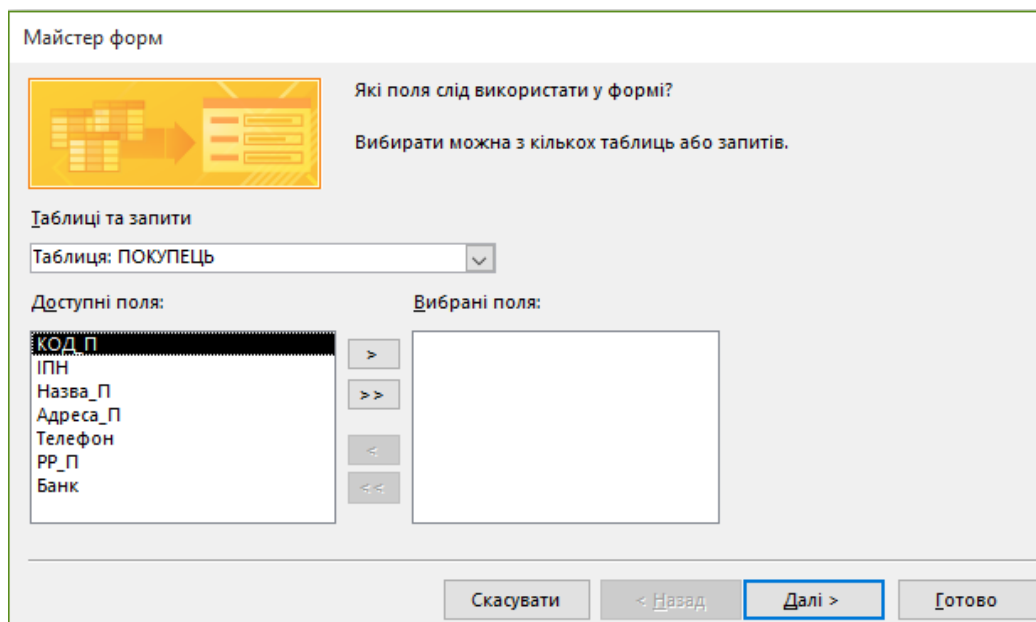 Майстер форм
Які поля слід використати у формі?
Вибирати можна з кількох таблиць або запитів.
Таблиці та запити
Таблиця: ПОКУПЕЦЬ
Доступні поля:
Вибрані поля:
КОД_П
ІПН
Назва_П
Адреса_П
Телефон
РР_П
Банк
>
>>
<
<<
Скасувати
< Назад
Далі >
Готово